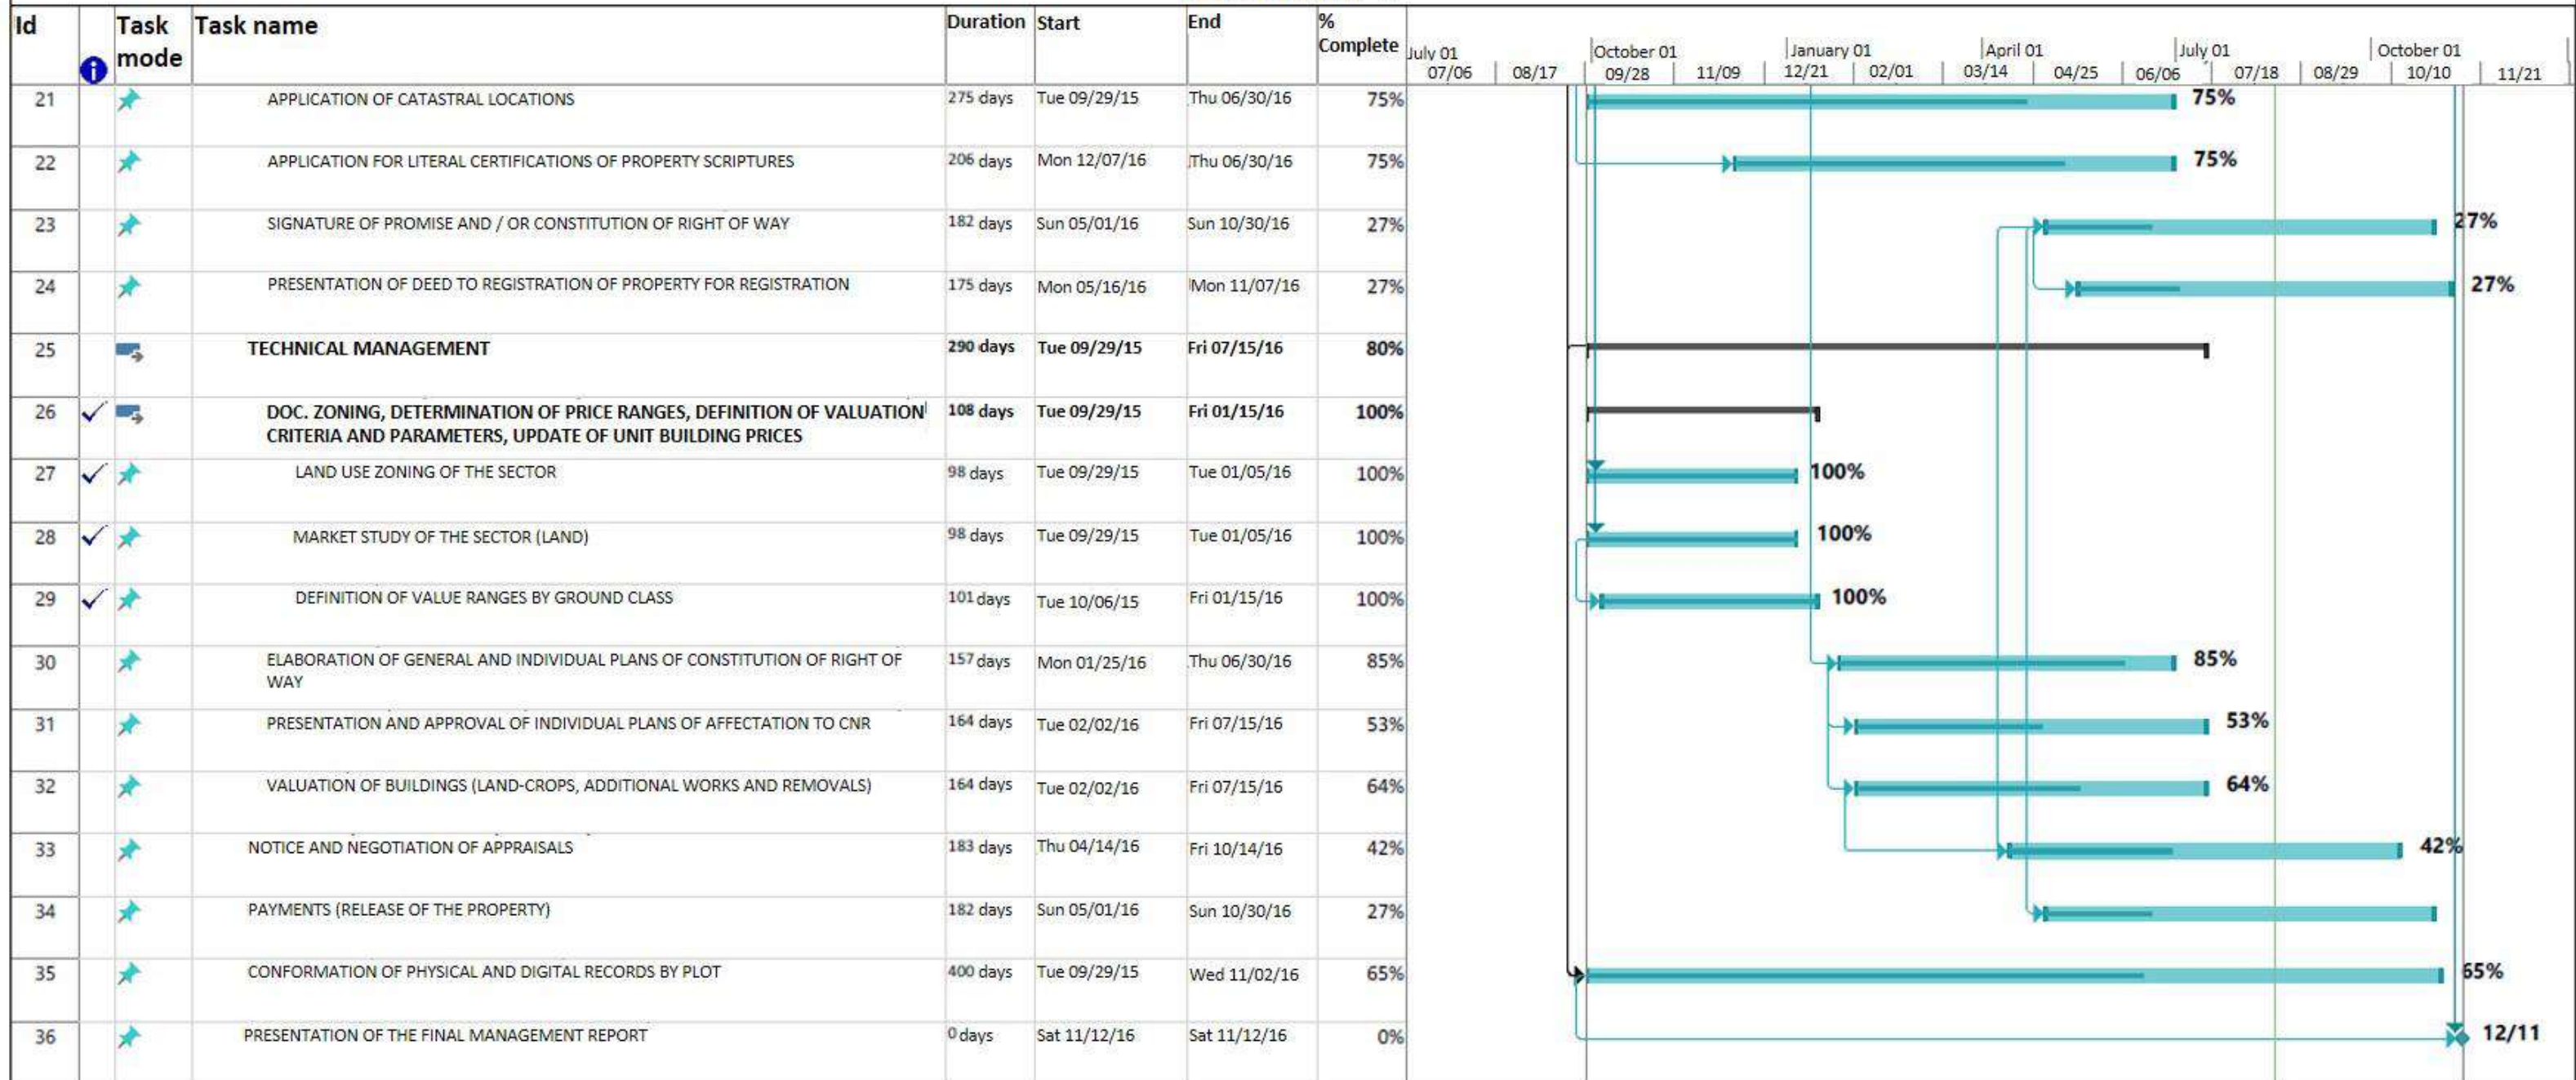 Id Task mode Task name Duration Start End % Complete
July 01 October 01 January 01 April 01 July 01 October 01
07/06 08/17 09/28 11/09 12/21 02/01 03/14 04/25 06/06 07/18 08/29 10/10 11/21
21 APPLICATION OF CATASTRAL LOCATIONS 275 days Tue 09/29/15 Thu 06/30/16 75% 75%
22 APPLICATION FOR LITERAL CERTIFICATIONS OF PROPERTY SCRIPTURES 206 days Mon 12/07/16 Thu 06/30/16 75% 75%
23 SIGNATURE OF PROMISE AND / OR CONSTITUTION OF RIGHT OF WAY 182 days Sun 05/01/16 Sun 10/30/16 27% 27%
24 PRESENTATION OF DEED TO REGISTRATION OF PROPERTY FOR REGISTRATION 175 days Mon 05/16/16 Mon 11/07/16 27% 27%
25 TECHNICAL MANAGEMENT 290 days Tue 09/29/15 Fri 07/15/16 80%
26 DOC. ZONING, DETERMINATION OF PRICE RANGES, DEFINITION OF VALUATION 108 days Tue 09/29/15 Fri 01/15/16 100%
CRITERIA AND PARAMETERS, UPDATE OF UNIT BUILDING PRICES
27 LAND USE ZONING OF THE SECTOR 98 days Tue 09/29/15 Tue 01/05/16 100% 100%
28 MARKET STUDY OF THE SECTOR (LAND) 98 days Tue 09/29/15 Tue 01/05/16 100% 100%
29 DEFINITION OF VALUE RANGES BY GROUND CLASS 101 days Tue 10/06/15 Fri 01/15/16 100% 100%
30 ELABORATION OF GENERAL AND INDIVIDUAL PLANS OF CONSTITUTION OF RIGHT OF 157 days Mon 01/25/16 Thu 06/30/16 85% 85%
WAY
31 PRESENTATION AND APPROVAL OF INDIVIDUAL PLANS OF AFFECTATION TO CNR 164 days Tue 02/02/16 Fri 07/15/16 53% 53%
32 VALUATION OF BUILDINGS (LAND-CROPS, ADDITIONAL WORKS AND REMOVALS) 164 days Tue 02/02/16 Fri 07/15/16 64% 64%
33 NOTICE AND NEGOTIATION OF APPRAISALS 183 days Thu 04/14/16 Fri 10/14/16 42% 42%
34 PAYMENTS (RELEASE OF THE PROPERTY) 182 days Sun 05/01/16 Sun 10/30/16 27%
35 CONFORMATION OF PHYSICAL AND DIGITAL RECORDS BY PLOT 400 days Tue 09/29/15 Wed 11/02/16 65% 65%
36 PRESENTATION OF THE FINAL MANAGEMENT REPORT 0 days Sat 11/12/16 Sat 11/12/16 0% 12/11